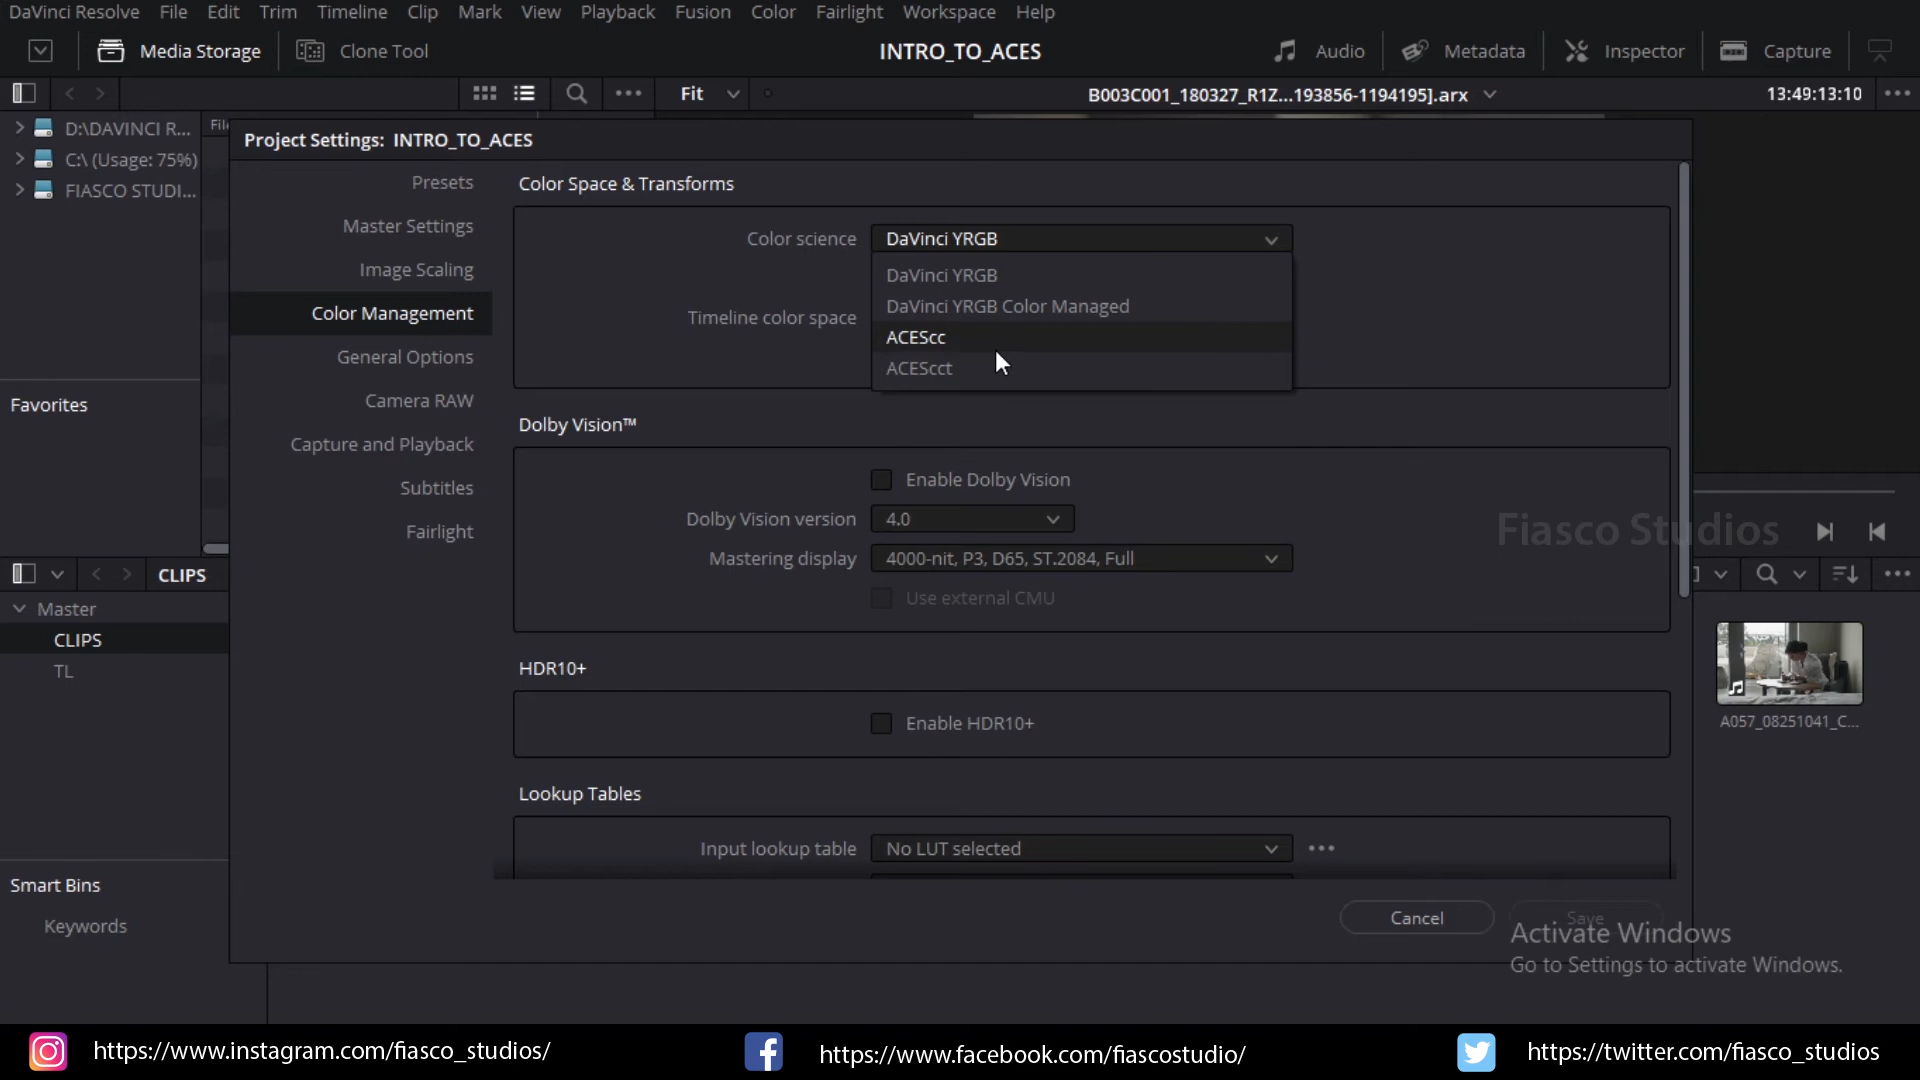 DaVinci Resolve File Edit Trim Timeline Clip Mark View Playback Fusion Color Fairlight Workspace Help
Media Storage Clone Tool INTRO_TO_ACES Audio Metadata Inspector Capture
Fit B003C001_180327_R1Z...193856-1194195].arx 13:49:13:10
D:\DAVINCI R...
C:\ (Usage: 75%)
FIASCO STUDI...
Project Settings: INTRO_TO_ACES
Presets
Master Settings
Image Scaling
Color Management
General Options
Camera RAW
Capture and Playback
Subtitles
Fairlight
Color Space & Transforms
Color science DaVinci YRGB
DaVinci YRGB
DaVinci YRGB Color Managed
Timeline color space
ACEScc
ACEScct
Dolby Vision™
Enable Dolby Vision
Dolby Vision version 4.0
Mastering display 4000-nit, P3, D65, ST.2084, Full
Use external CMU
HDR10+
Enable HDR10+
Lookup Tables
Input lookup table No LUT selected
Cancel Save
Favorites
CLIPS
Master
CLIPS
TL
Smart Bins
Keywords
Fiasco Studios
A057_08251041_C...
Activate Windows
Go to Settings to activate Windows.
https://www.instagram.com/fiasco_studios/ https://www.facebook.com/fiascostudio/ https://twitter.com/fiasco_studios